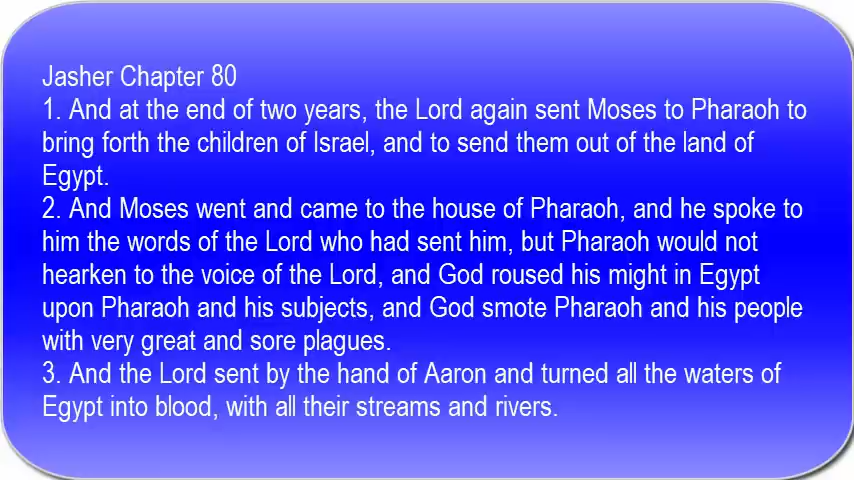 Jasher Chapter 80
1. And at the end of two years, the Lord again sent Moses to Pharaoh to
bring forth the children of Israel, and to send them out of the land of
Egypt.
2. And Moses went and came to the house of Pharaoh, and he spoke to
him the words of the Lord who had sent him, but Pharaoh would not
hearken to the voice of the Lord, and God roused his might in Egypt
upon Pharaoh and his subjects, and God smote Pharaoh and his people
with very great and sore plagues.
3. And the Lord sent by the hand of Aaron and turned all the waters of
Egypt into blood, with all their streams and rivers.